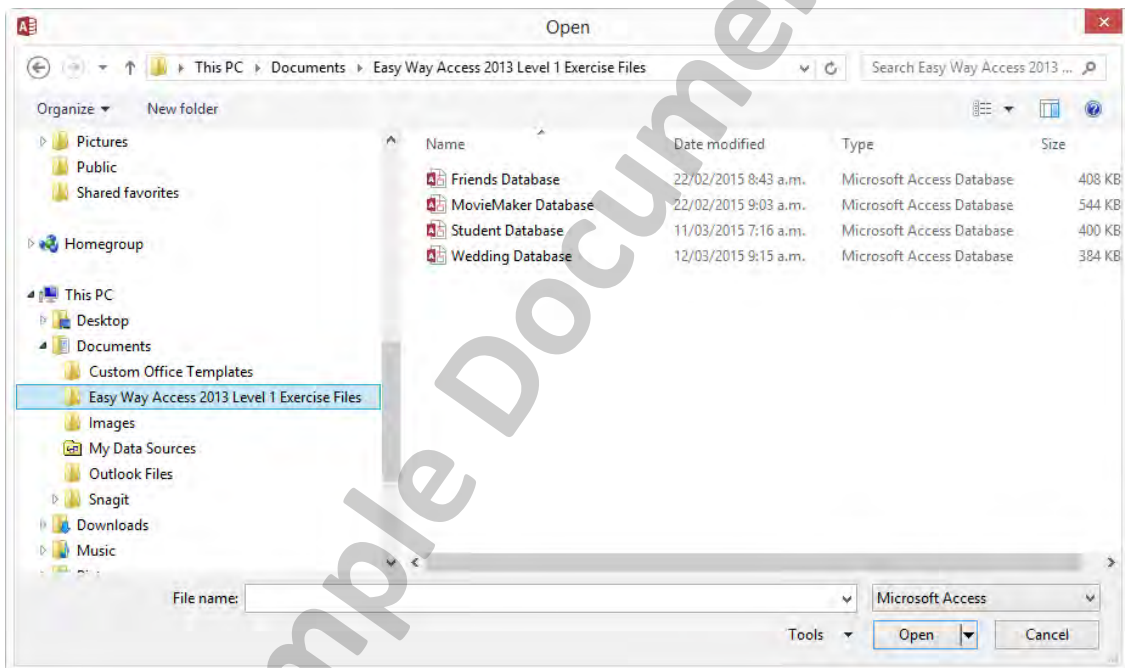 Open
This PC Documents Easy Way Access 2013 Level 1 Exercise Files
Search Easy Way Access 2013 ...
Organize New folder
Pictures
Public
Shared favorites
Homegroup
This PC
Desktop
Documents
Custom Office Templates
Easy Way Access 2013 Level 1 Exercise Files
Images
My Data Sources
Outlook Files
Snagit
Downloads
Music
Name Date modified Type Size
Friends Database 22/02/2015 8:43 a.m. Microsoft Access Database 408 KB
MovieMaker Database 22/02/2015 9:03 a.m. Microsoft Access Database 544 KB
Student Database 11/03/2015 7:16 a.m. Microsoft Access Database 400 KB
Wedding Database 12/03/2015 9:15 a.m. Microsoft Access Database 384 KB
File name: Microsoft Access
Tools Open Cancel
mple Documen